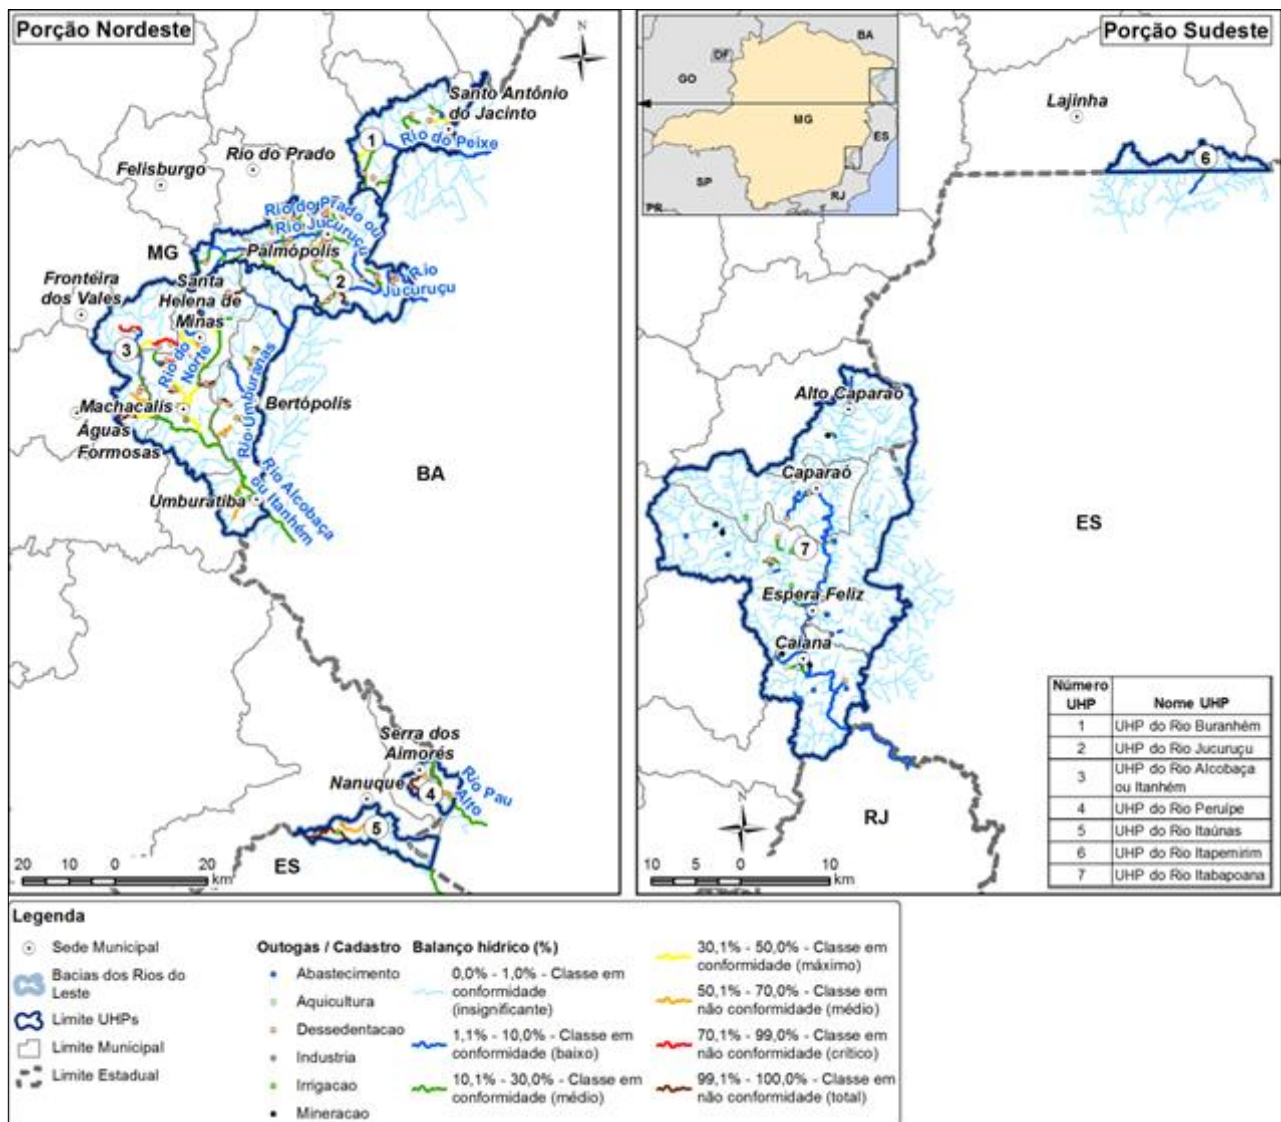 Porção Nordeste
N
Santo Antônio
do Jacinto
1
Rio do Peixe
Rio do Prado
Felisburgo
Rio do Prado ou
Rio Jucuruçu
MG
Palmópolis
Rio
Jucuruçu
2
Fronteira
dos Vales
Santa
Helena de
Minas
3
Rio do
Norte
Rio Umburanas
Machacalis
Bertópolis
Águas
Formosas
Rio Alcobaça
ou Itanhém
Umburatiba
BA
Serra dos
Aimorés
Nanuque
4
Rio Pau
Alto
5
ES
20 10 0 20
km
Porção Sudeste
BA
DF
GO
MG
ES
SP
RJ
PR
Lajinha
6
Alto Caparaó
Caparaó
7
ES
Espera Feliz
Caiana
N
RJ
10 5 0 10
km
Número
UHP
Nome UHP
1 UHP do Rio Buranhém
2 UHP do Rio Jucuruçu
3 UHP do Rio Alcobaça
ou Itanhém
4 UHP do Rio Peruípe
5 UHP do Rio Itaúnas
6 UHP do Rio Itapemirim
7 UHP do Rio Itabapoana
Legenda
Sede Municipal
Bacias dos Rios do
Leste
Limite UHPs
Limite Municipal
Limite Estadual
Outogas / Cadastro
Abastecimento
Aquicultura
Dessedentacao
Industria
Irrigacao
Mineracao
Balanço hídrico (%)
0,0% - 1,0% - Classe em
conformidade
(insignificante)
1,1% - 10,0% - Classe em
conformidade (baixo)
10,1% - 30,0% - Classe em
conformidade (médio)
30,1% - 50,0% - Classe em
conformidade (máximo)
50,1% - 70,0% - Classe em
não conformidade (médio)
70,1% - 99,0% - Classe em
não conformidade (crítico)
99,1% - 100,0% - Classe em
não conformidade (total)